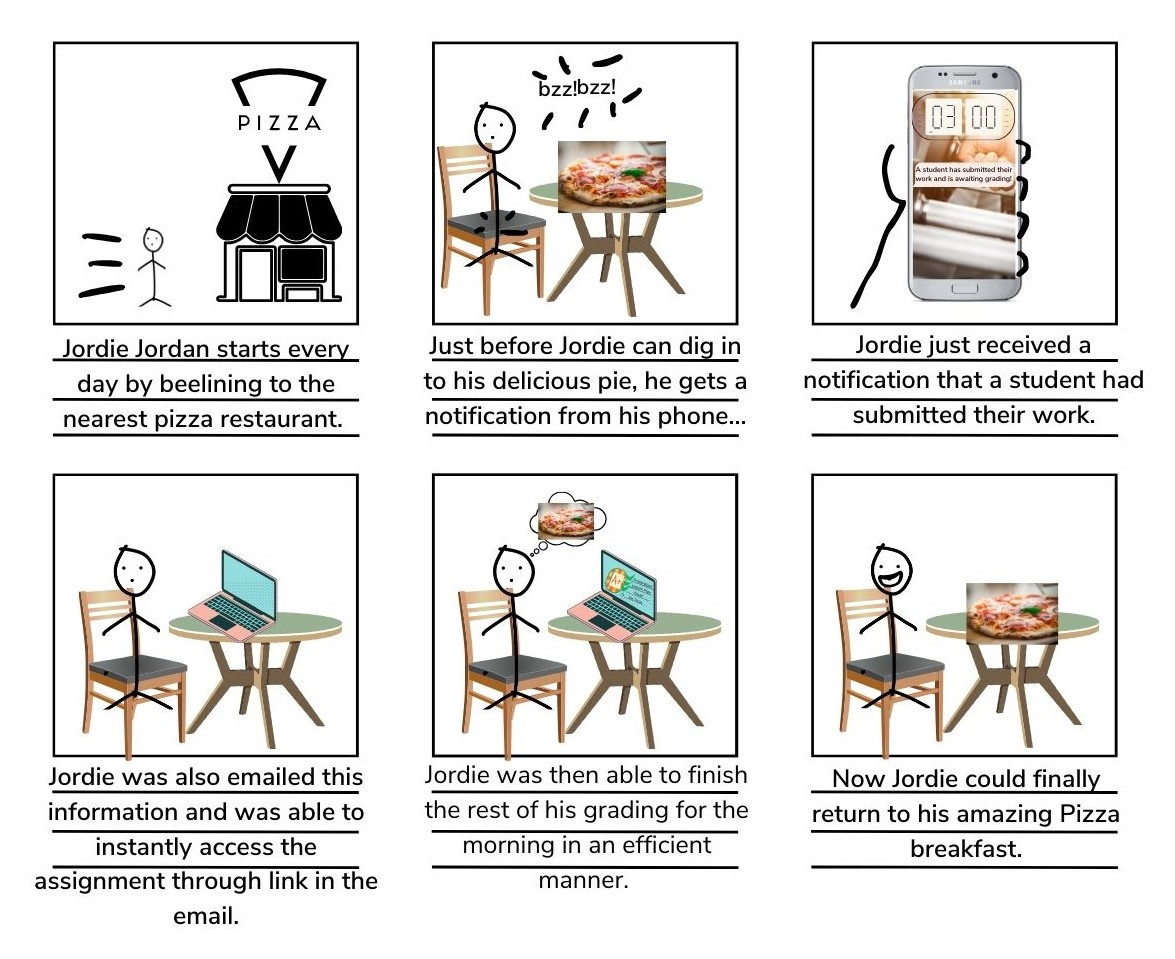 PIZZA
Jordie Jordan starts every
day by beelining to the
nearest pizza restaurant.
bzz!bzz!
Just before Jordie can dig in
to his delicious pie, he gets a
notification from his phone...
SAMSUNG
03 00
A student has submitted their
work and is awaiting grading!
Jordie just received a
notification that a student had
submitted their work.
Jordie was also emailed this
information and was able to
instantly access the
assignment through link in the
email.
A+
Jordie was then able to finish
the rest of his grading for the
morning in an efficient
manner.
Now Jordie could finally
return to his amazing Pizza
breakfast.